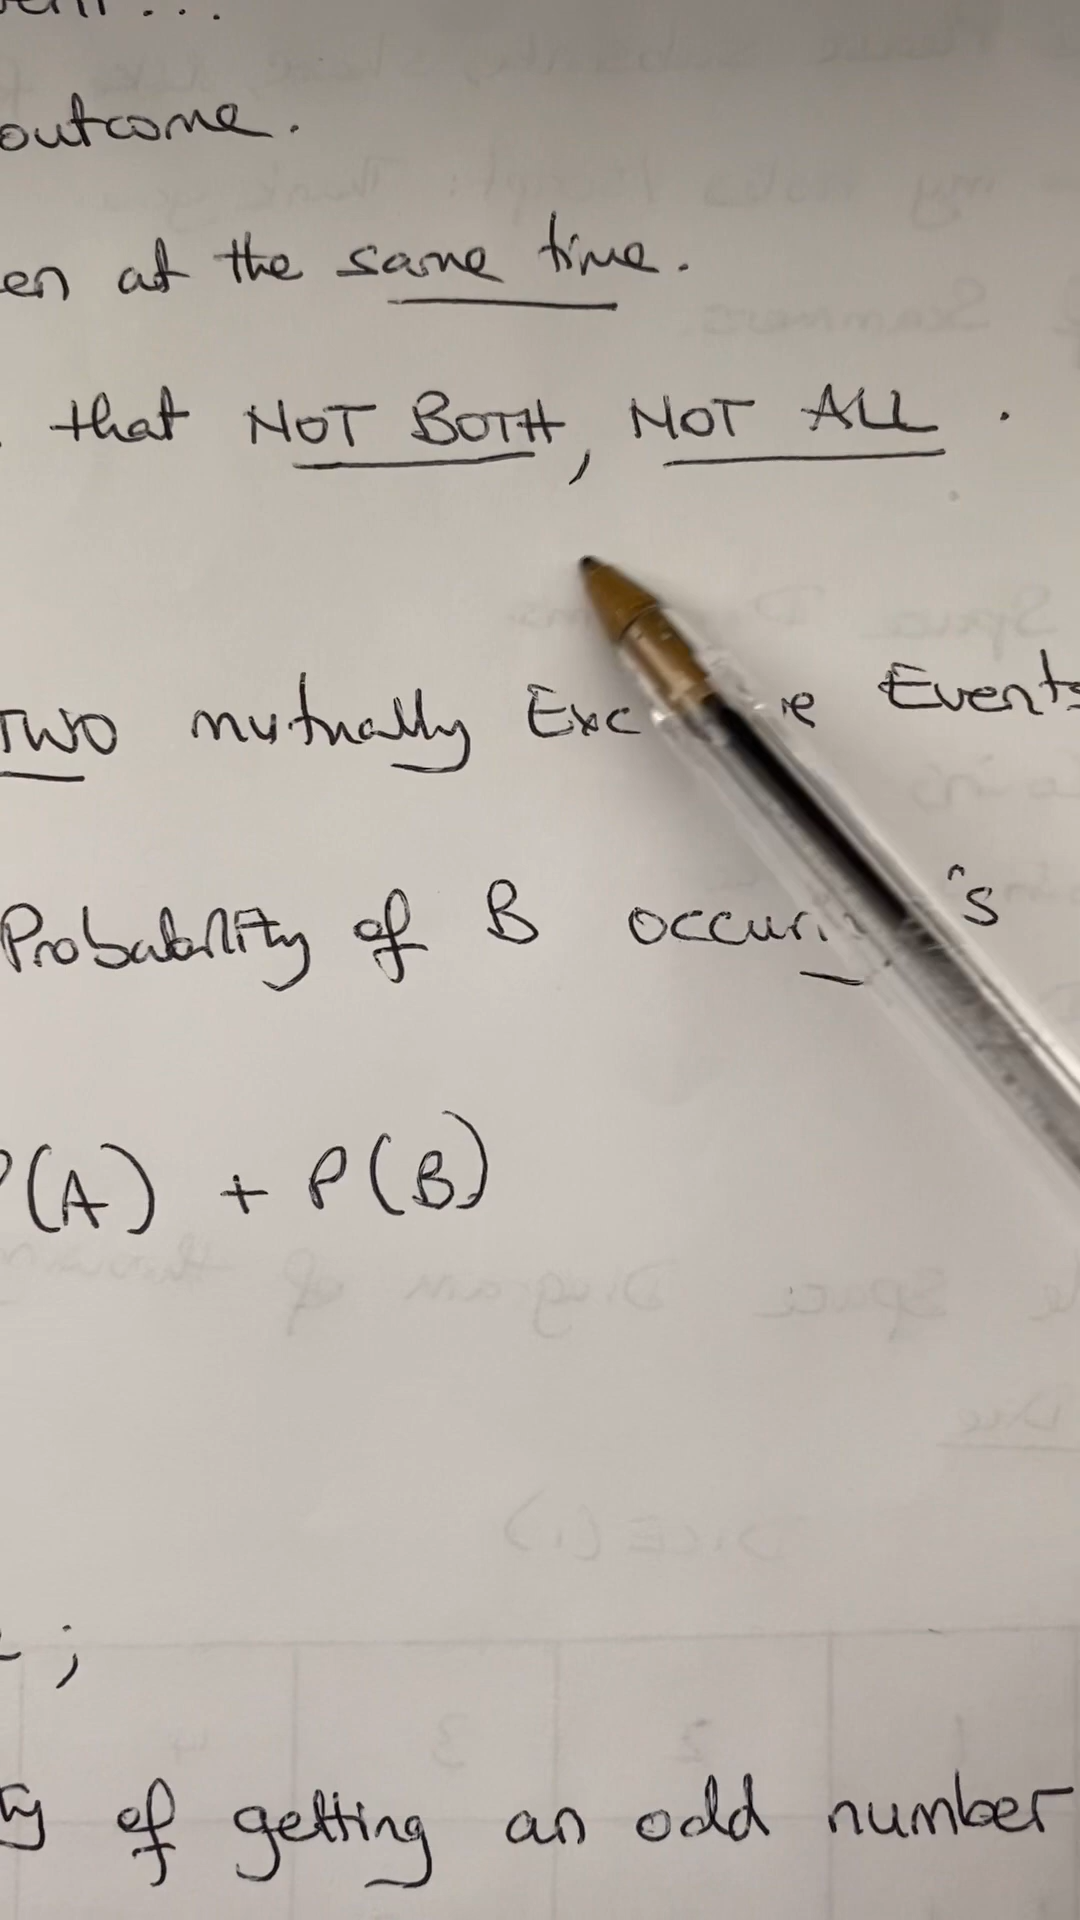 outcome.
en at the same time.
that NOT BOTH, NOT ALL.
TWO mutually Exc e Events
Probability of B occuri 's
P(A) + P(B)
;
of getting an odd number